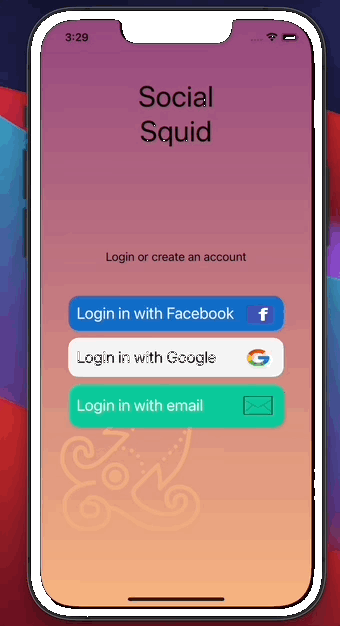 3:29
Social
Squid
Login or create an account
Login in with Facebook
f
Login in with Google
G
Login in with email